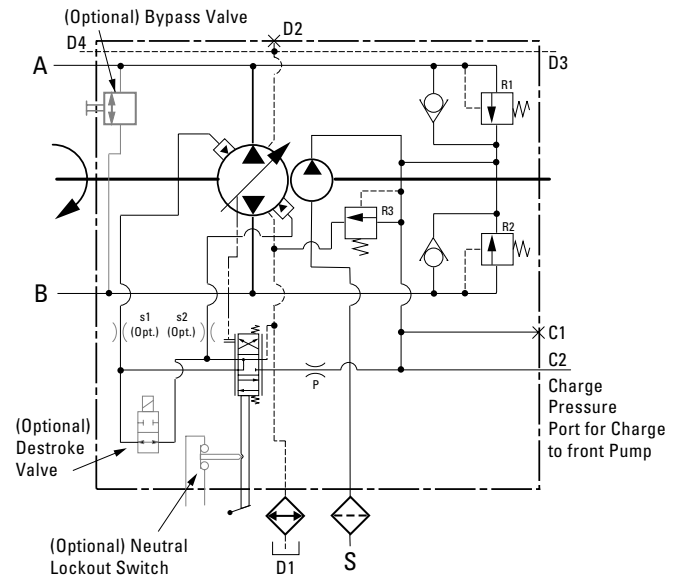 (Optional) Bypass Valve
D2
D4
A
D3
R1
R3
R2
B
s1
(Opt.)
s2
(Opt.)
C1
C2
P
Charge
Pressure
Port for Charge
to front Pump
(Optional)
Destroke
Valve
(Optional) Neutral
Lockout Switch
D1
S